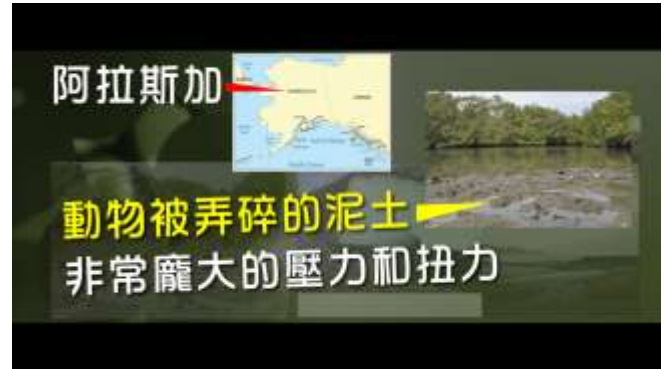 阿拉斯加
動物被弄碎的泥土
非常龐大的壓力和扭力